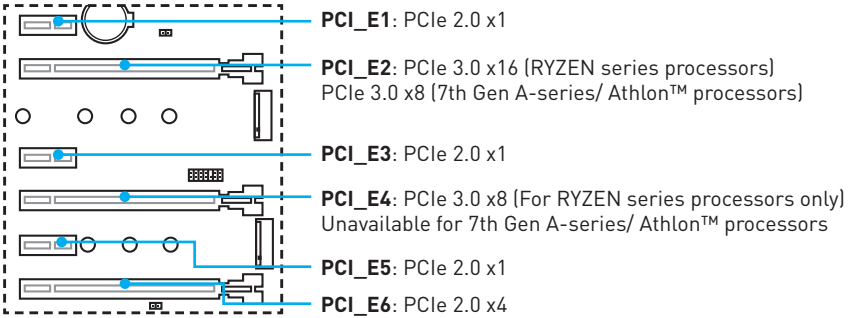 PCI_E1: PCIe 2.0 x1
PCI_E2: PCIe 3.0 x16 (RYZEN series processors)
PCIe 3.0 x8 (7th Gen A-series/ Athlon™ processors)
PCI_E3: PCIe 2.0 x1
PCI_E4: PCIe 3.0 x8 (For RYZEN series processors only)
Unavailable for 7th Gen A-series/ Athlon™ processors
PCI_E5: PCIe 2.0 x1
PCI_E6: PCIe 2.0 x4